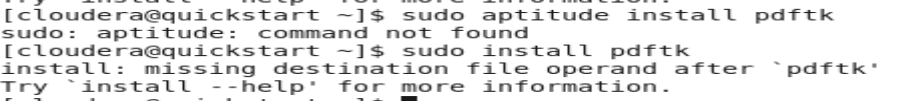 Try `install --help' for more information.
[cloudera@quickstart ~]$ sudo aptitude install pdftk
sudo: aptitude: command not found
[cloudera@quickstart ~]$ sudo install pdftk
install: missing destination file operand after `pdftk'
Try `install --help' for more information.
[cloudera@quickstart ~]$